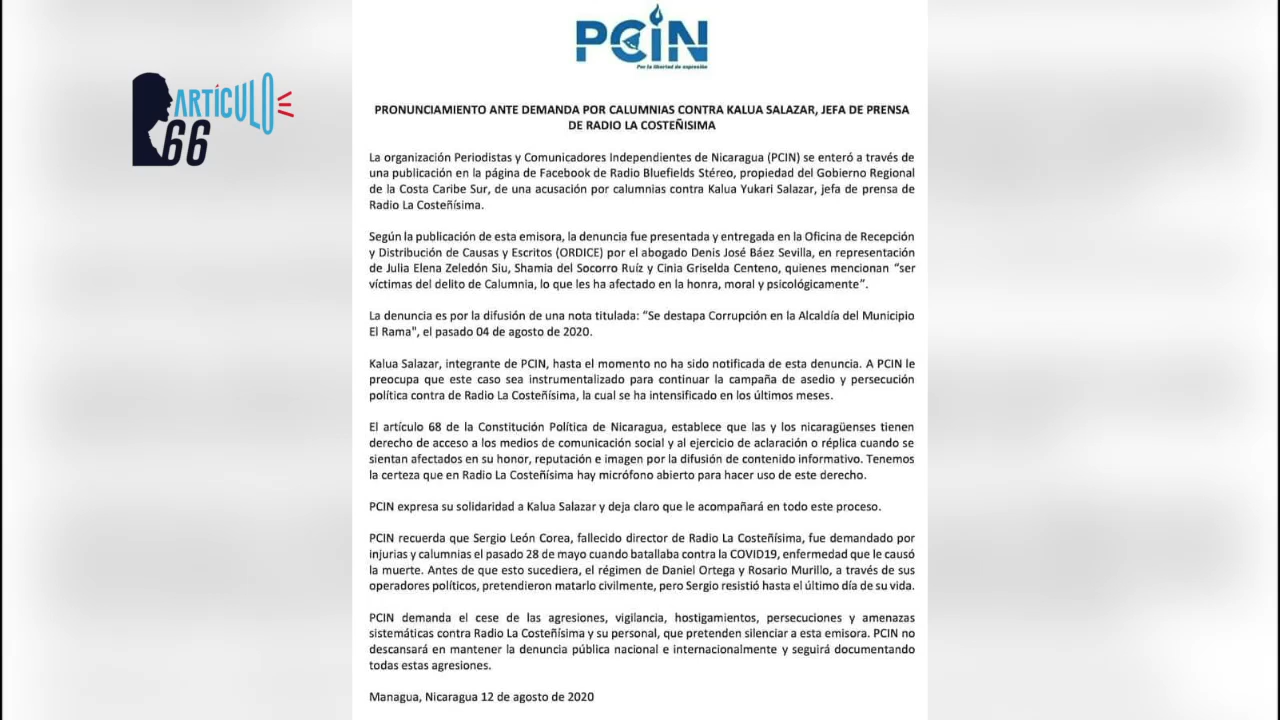 PCiN
Por la libertad de expresión
ARTÍCULO
66
PRONUNCIAMIENTO ANTE DEMANDA POR CALUMNIAS CONTRA KALUA SALAZAR, JEFA DE PRENSA
DE RADIO LA COSTEÑISIMA
La organización Periodistas y Comunicadores Independientes de Nicaragua (PCIN) se enteró a través de
una publicación en la página de Facebook de Radio Bluefields Stéreo, propiedad del Gobierno Regional
de la Costa Caribe Sur, de una acusación por calumnias contra Kalua Yukari Salazar, jefa de prensa de
Radio La Costeñísima.
Según la publicación de esta emisora, la denuncia fue presentada y entregada en la Oficina de Recepción
y Distribución de Causas y Escritos (ORDICE) por el abogado Denis José Báez Sevilla, en representación
de Julia Elena Zeledón Siu, Shamia del Socorro Ruíz y Cinia Griselda Centeno, quienes mencionan “ser
víctimas del delito de Calumnia, lo que les ha afectado en la honra, moral y psicológicamente”.
La denuncia es por la difusión de una nota titulada: “Se destapa Corrupción en la Alcaldía del Municipio
El Rama", el pasado 04 de agosto de 2020.
Kalua Salazar, integrante de PCIN, hasta el momento no ha sido notificada de esta denuncia. A PCIN le
preocupa que este caso sea instrumentalizado para continuar la campaña de asedio y persecución
política contra de Radio La Costeñísima, la cual se ha intensificado en los últimos meses.
El artículo 68 de la Constitución Política de Nicaragua, establece que las y los nicaragüenses tienen
derecho de acceso a los medios de comunicación social y al ejercicio de aclaración o réplica cuando se
sientan afectados en su honor, reputación e imagen por la difusión de contenido informativo. Tenemos
la certeza que en Radio La Costeñísima hay micrófono abierto para hacer uso de este derecho.
PCIN expresa su solidaridad a Kalua Salazar y deja claro que le acompañará en todo este proceso.
PCIN recuerda que Sergio León Corea, fallecido director de Radio La Costeñísima, fue demandado por
injurias y calumnias el pasado 28 de mayo cuando batallaba contra la COVID19, enfermedad que le causó
la muerte. Antes de que esto sucediera, el régimen de Daniel Ortega y Rosario Murillo, a través de sus
operadores políticos, pretendieron matarlo civilmente, pero Sergio resistió hasta el último día de su vida.
PCIN demanda el cese de las agresiones, vigilancia, hostigamientos, persecuciones y amenazas
sistemáticas contra Radio La Costeñísima y su personal, que pretenden silenciar a esta emisora. PCIN no
descansará en mantener la denuncia pública nacional e internacionalmente y seguirá documentando
todas estas agresiones.
Managua, Nicaragua 12 de agosto de 2020